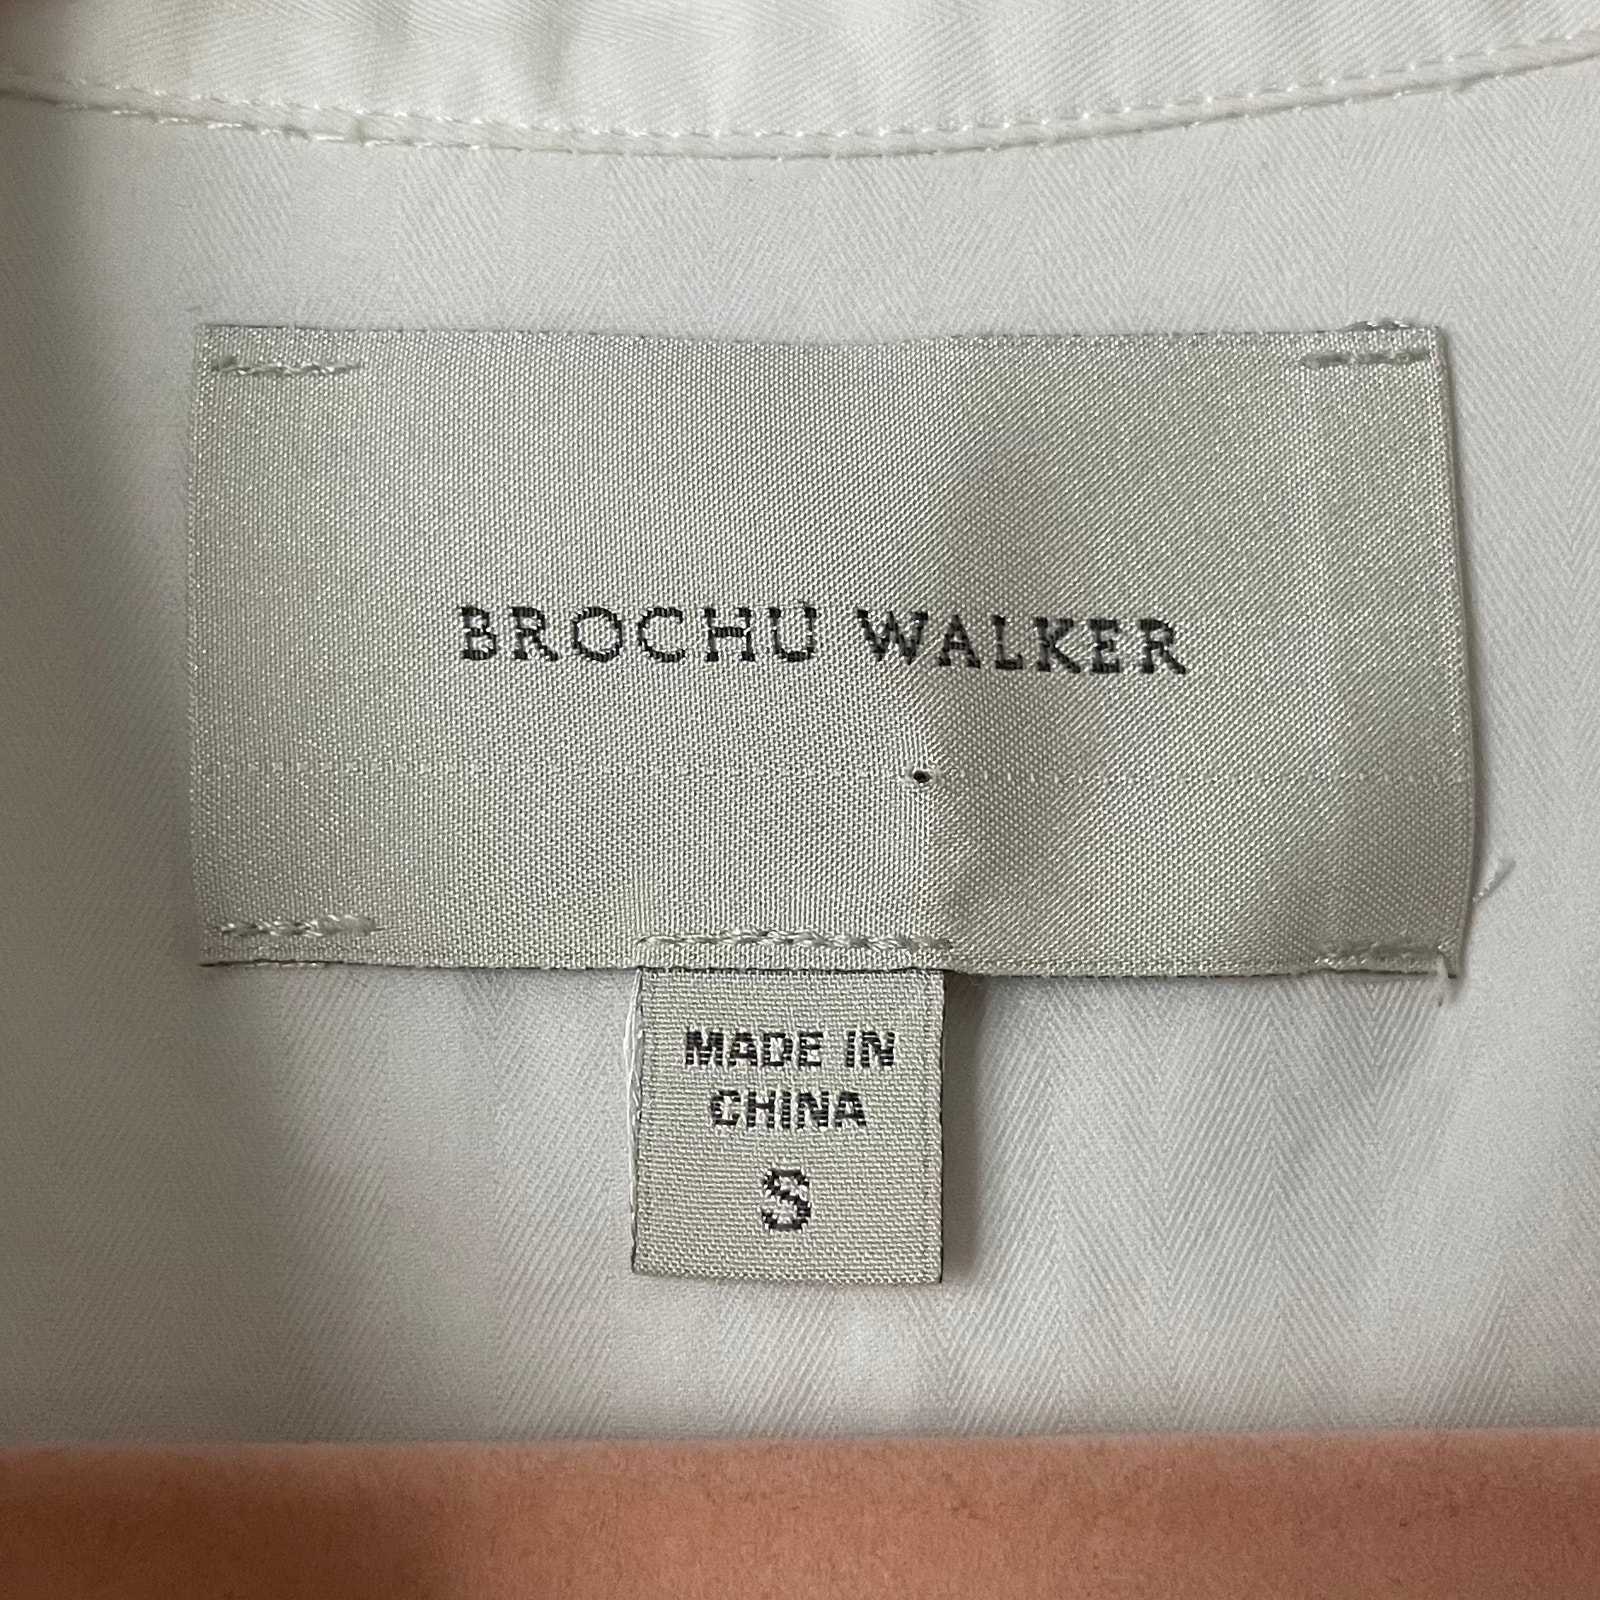 BROCHU WALKER
MADE IN
CHINA
S